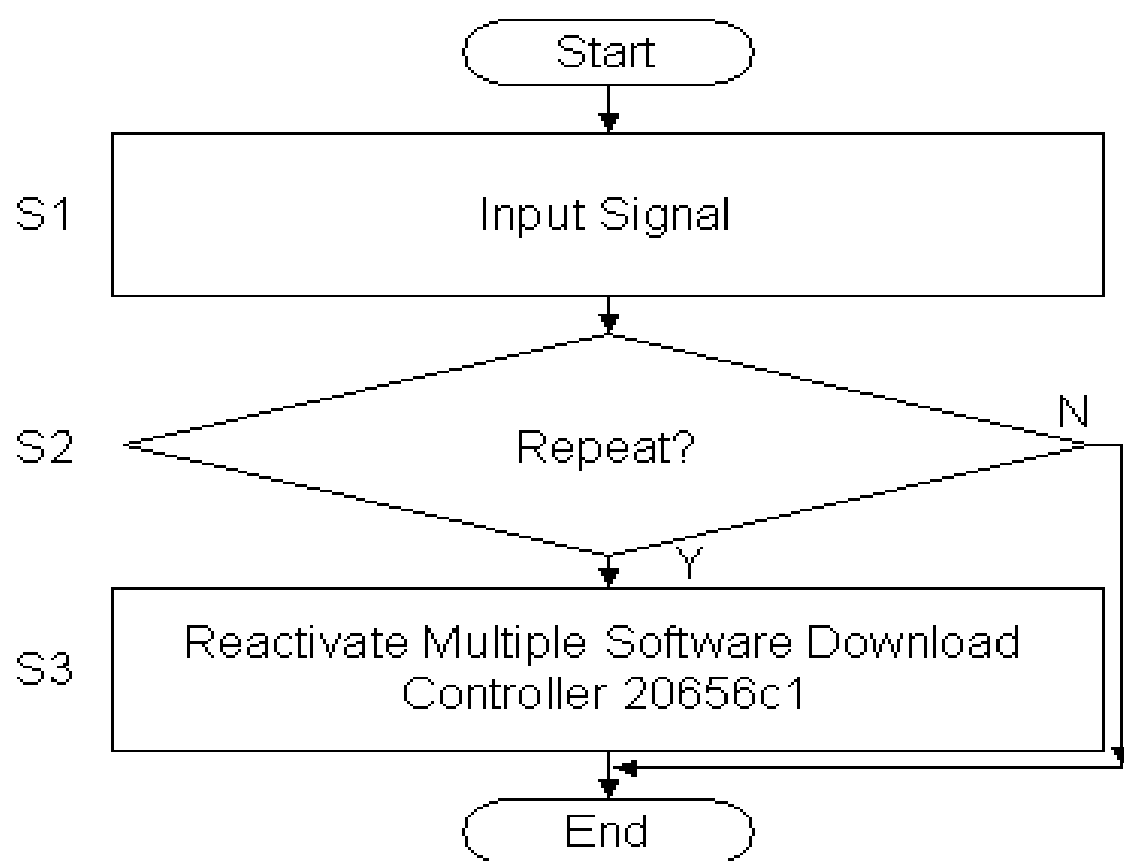 Start
S1
Input Signal
N
S2
Repeat?
Y
S3
Reactivate Multiple Software Download
Controller 20656c1
End